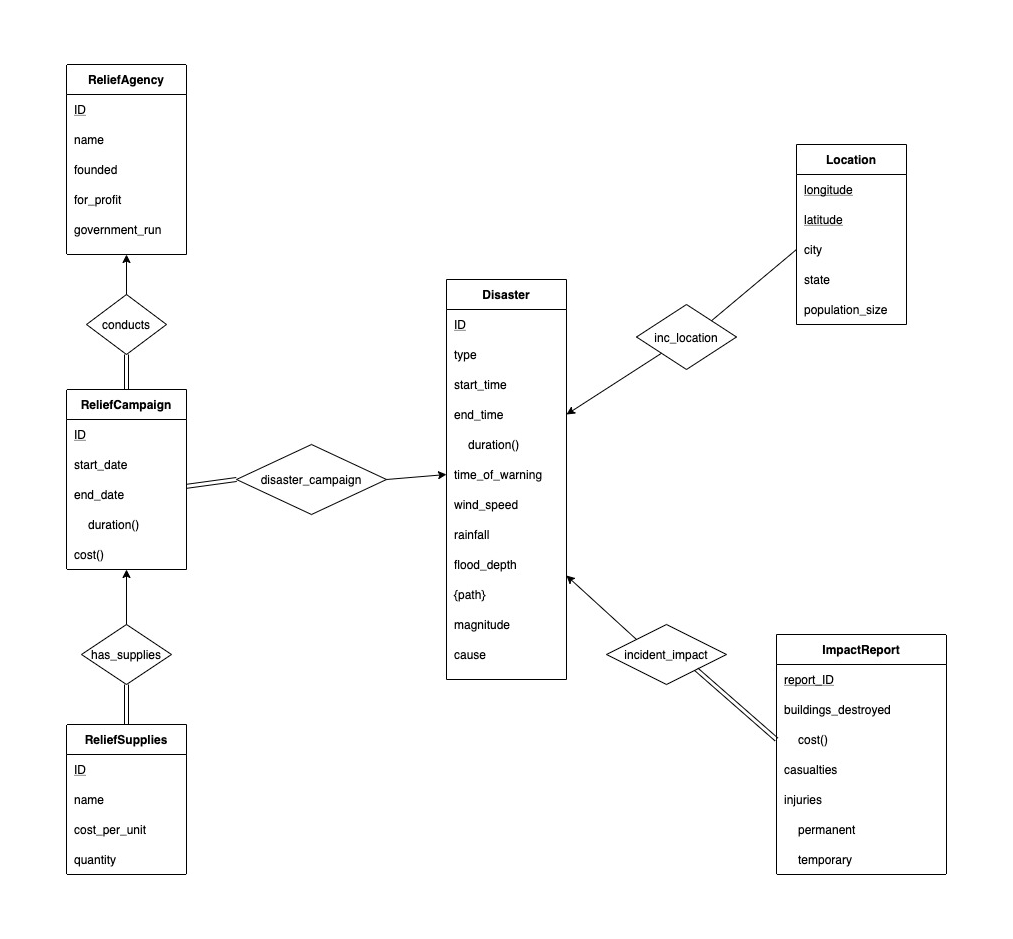 ReliefAgency
ID
name
founded
for_profit
government_run
conducts
ReliefCampaign
ID
start_date
end_date
duration()
cost()
has_supplies
ReliefSupplies
ID
name
cost_per_unit
quantity
disaster_campaign
Disaster
ID
type
start_time
end_time
duration()
time_of_warning
wind_speed
rainfall
flood_depth
{path}
magnitude
cause
inc_location
Location
longitude
latitude
city
state
population_size
incident_impact
ImpactReport
report_ID
buildings_destroyed
cost()
casualties
injuries
permanent
temporary